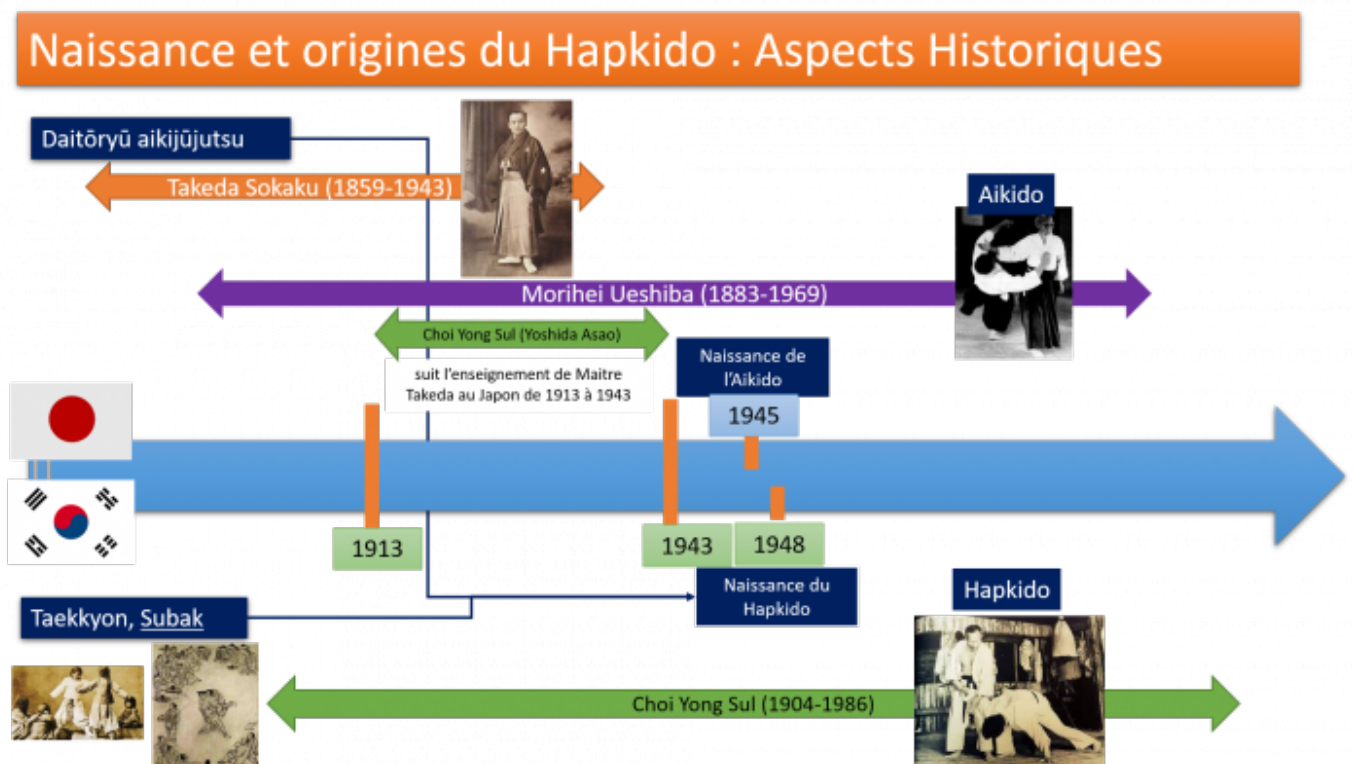 Naissance et origines du Hapkido : Aspects Historiques
Daitōryū aikijūjutsu
Takeda Sokaku (1859-1943)
Aikido
Morihei Ueshiba (1883-1969)
Choi Yong Sul (Yoshida Asao)
suit l'enseignement de Maitre
Takeda au Japon de 1913 à 1943
Naissance de
l'Aikido
1945
1913
1943
1948
Naissance du
Hapkido
Taekkyon, Subak
Hapkido
Choi Yong Sul (1904-1986)